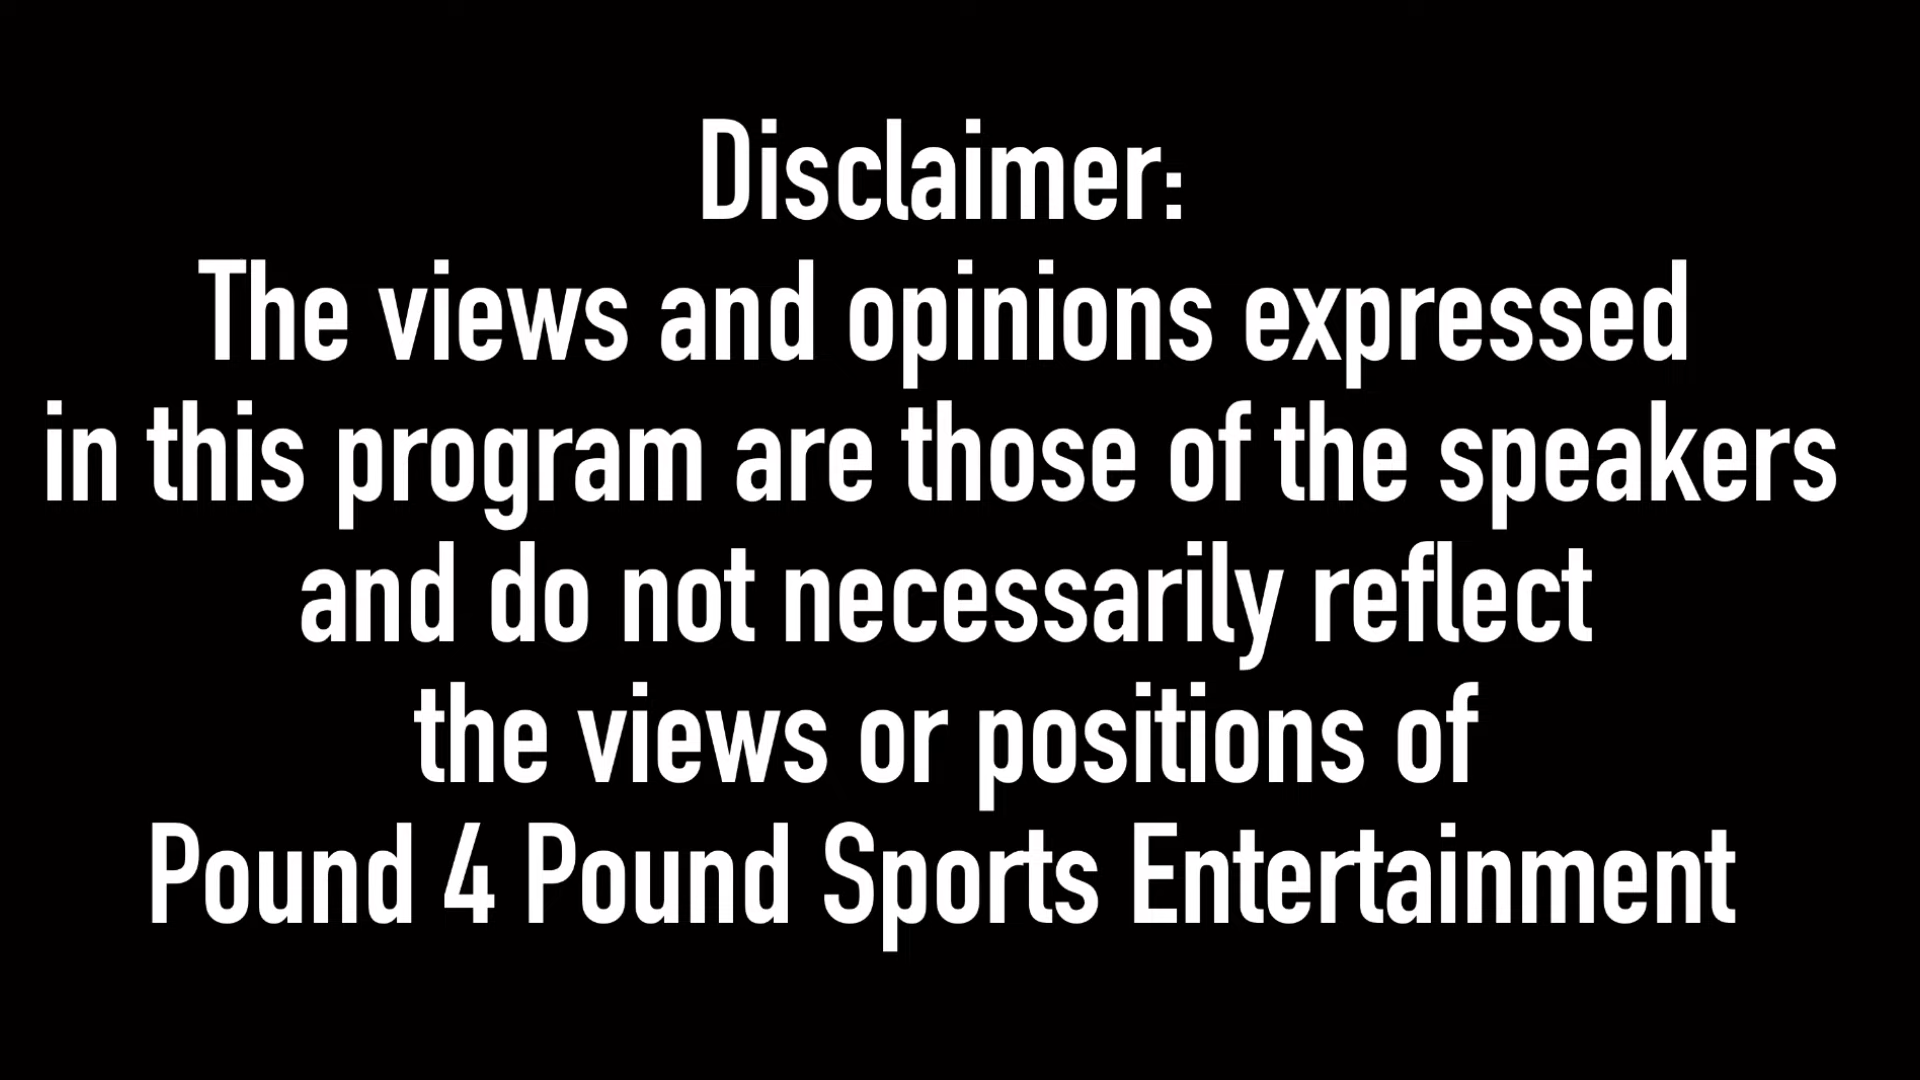 Disclaimer:
The views and opinions expressed
in this program are those of the speakers
and do not necessarily reflect
the views or positions of
Pound 4 Pound Sports Entertainment